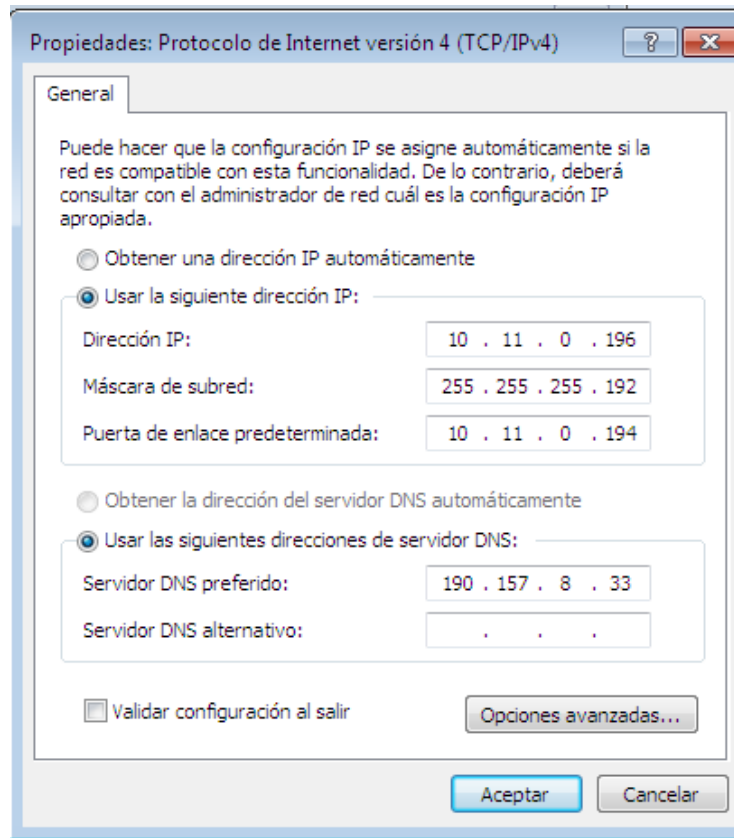 Propiedades: Protocolo de Internet versión 4 (TCP/IPv4)
General
Puede hacer que la configuración IP se asigne automáticamente si la
red es compatible con esta funcionalidad. De lo contrario, deberá
consultar con el administrador de red cuál es la configuración IP
apropiada.
Obtener una dirección IP automáticamente
Usar la siguiente dirección IP:
Dirección IP: 10 . 11 . 0 . 196
Máscara de subred: 255 . 255 . 255 . 192
Puerta de enlace predeterminada: 10 . 11 . 0 . 194
Obtener la dirección del servidor DNS automáticamente
Usar las siguientes direcciones de servidor DNS:
Servidor DNS preferido: 190 . 157 . 8 . 33
Servidor DNS alternativo: . . .
Validar configuración al salir
Opciones avanzadas...
Aceptar Cancelar